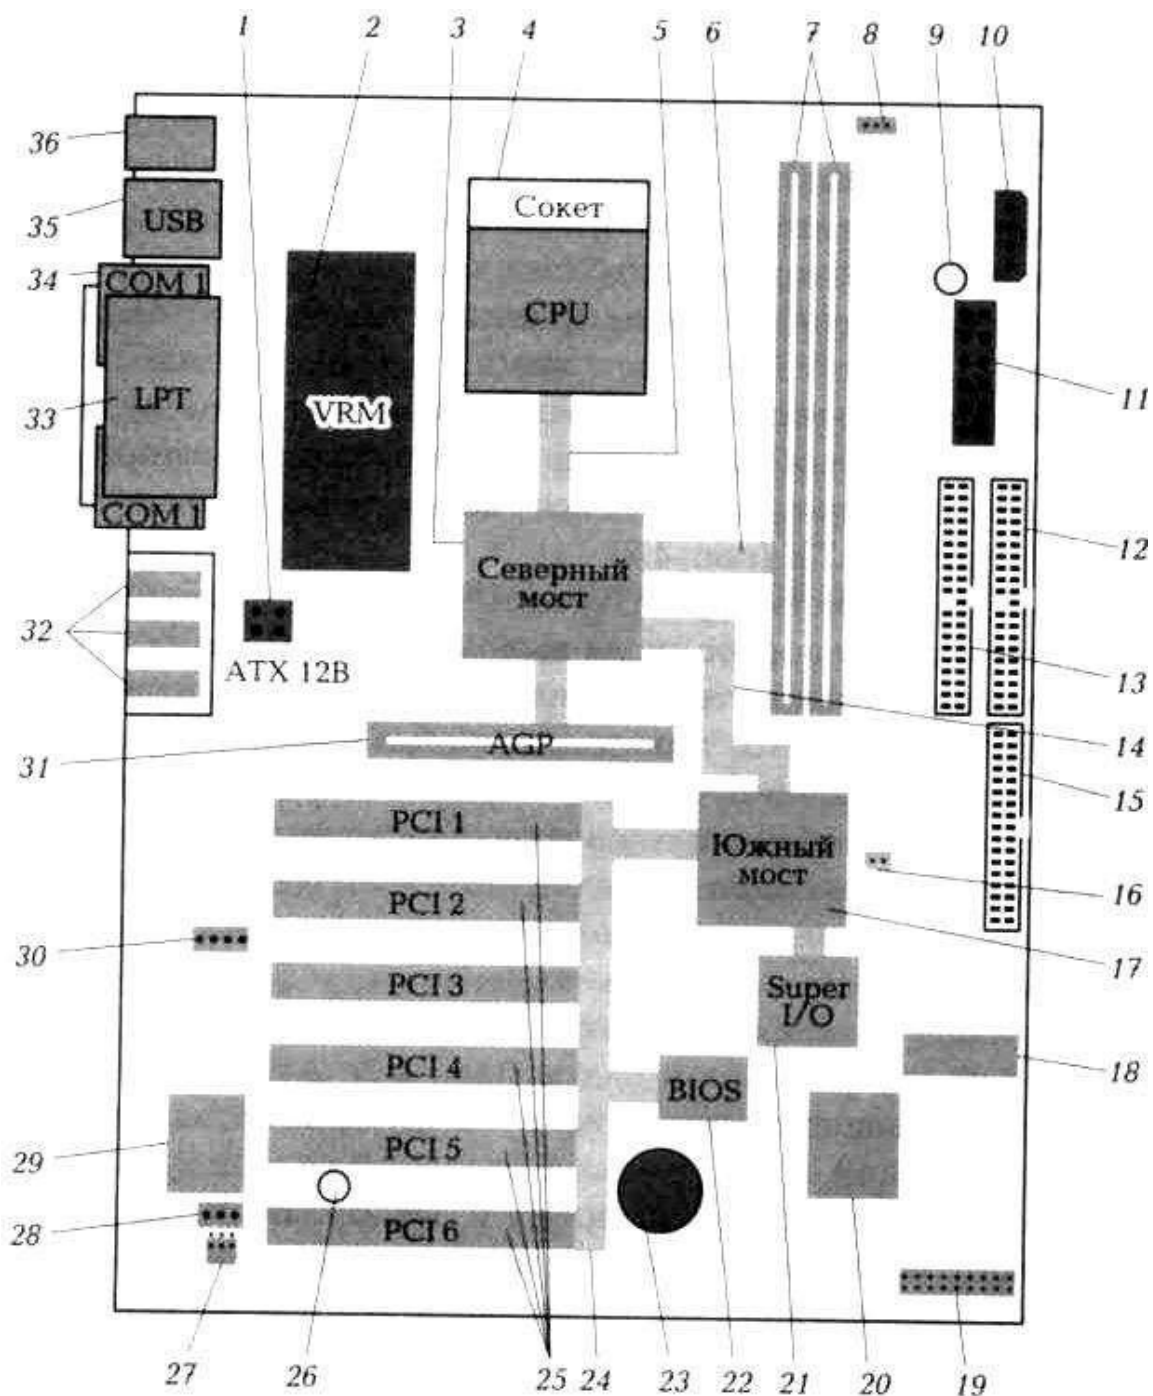 1 2 3 4 5 6 7 8 9 10
36
35
USB
34
COM 1
33
LPT
COM 1
Сокет
CPU
VRM
11
12
Северный
мост
32
ATX 12В
13
14
31
AGP
15
PCI 1
Южный
мост
16
PCI 2
30
17
PCI 3
Super
I/O
PCI 4
BIOS
18
29
PCI 5
28
PCI 6
27 26 25 24 23 22 21 20 19